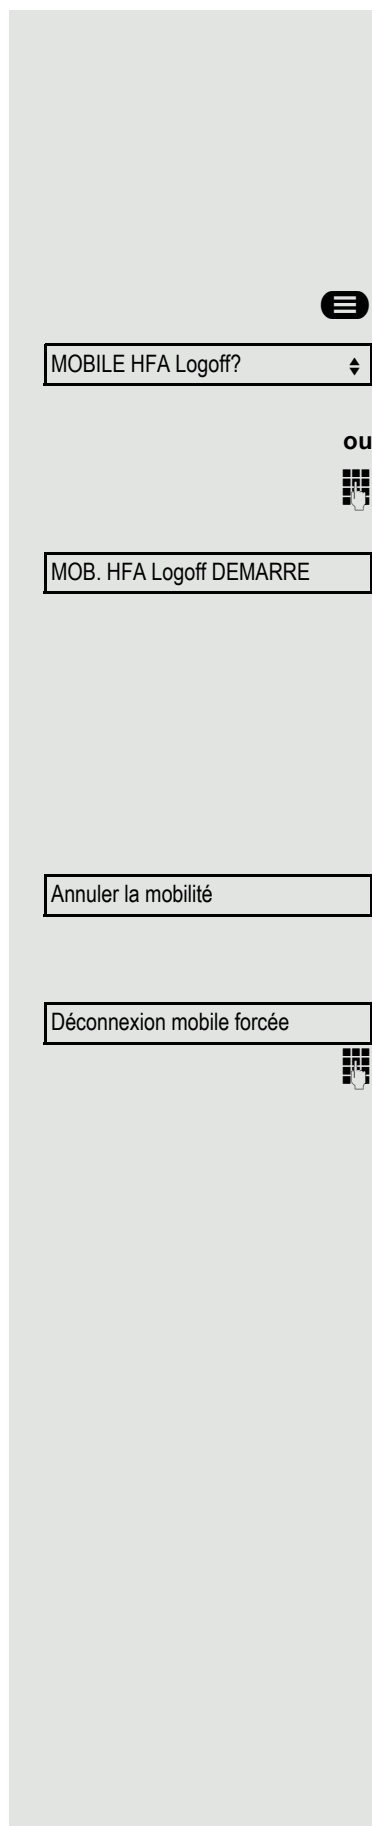 MOBILE HFA Logoff?
ou
MOB. HFA Logoff DEMARRE
Annuler la mobilité
Déconnexion mobile forcée